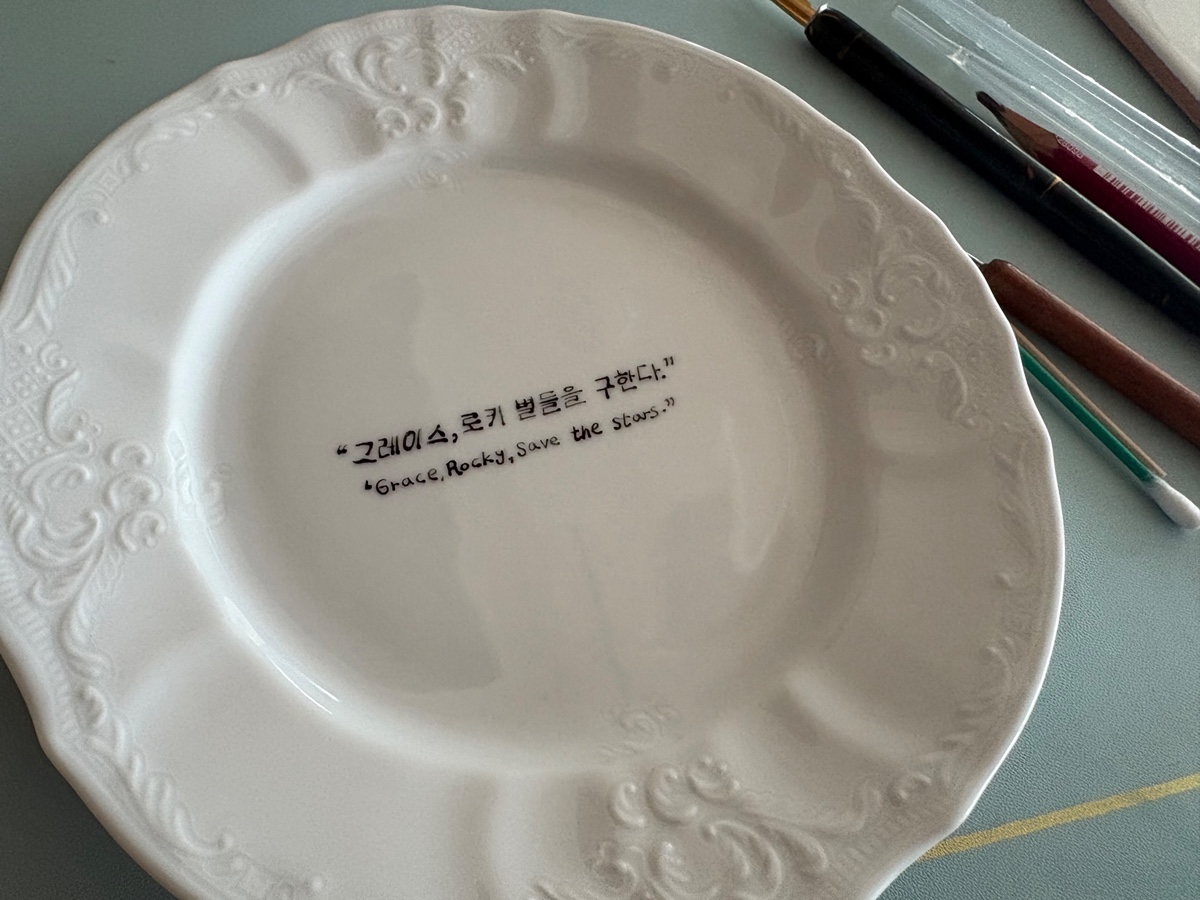 “그레이스, 로키 별들을 구한다.”
“Grace, Rocky, save the stars.”